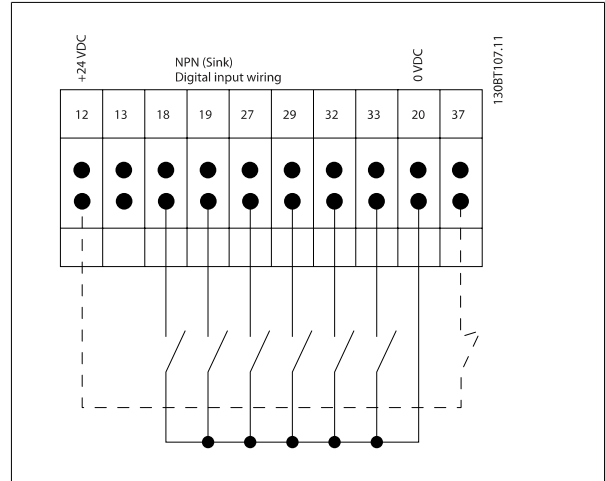 +24 VDC
NPN (Sink)
Digital input wiring
0 VDC
130BT107.11
12 13 18 19 27 29 32 33 20 37